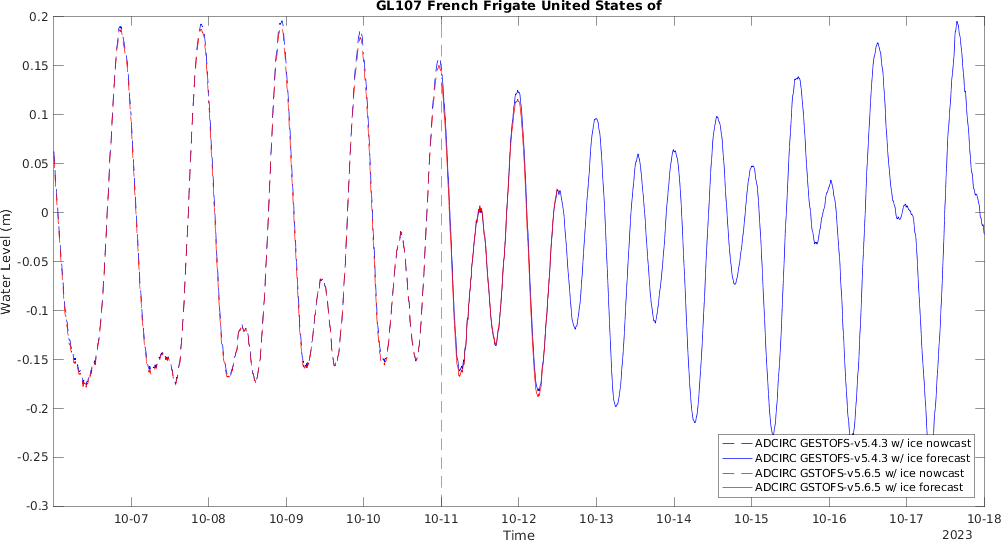 GL107 French Frigate United States of
0.2
0.15
0.1
0.05
0
-0.05
-0.1
-0.15
-0.2
-0.25
-0.3
Water Level (m)
ADCIRC GESTOFS-v5.4.3 w/ ice nowcast
ADCIRC GESTOFS-v5.4.3 w/ ice forecast
ADCIRC GSTOFS-v5.6.5 w/ ice nowcast
ADCIRC GSTOFS-v5.6.5 w/ ice forecast
10-07 10-08 10-09 10-10 10-11 10-12 10-13 10-14 10-15 10-16 10-17 10-18
Time
2023